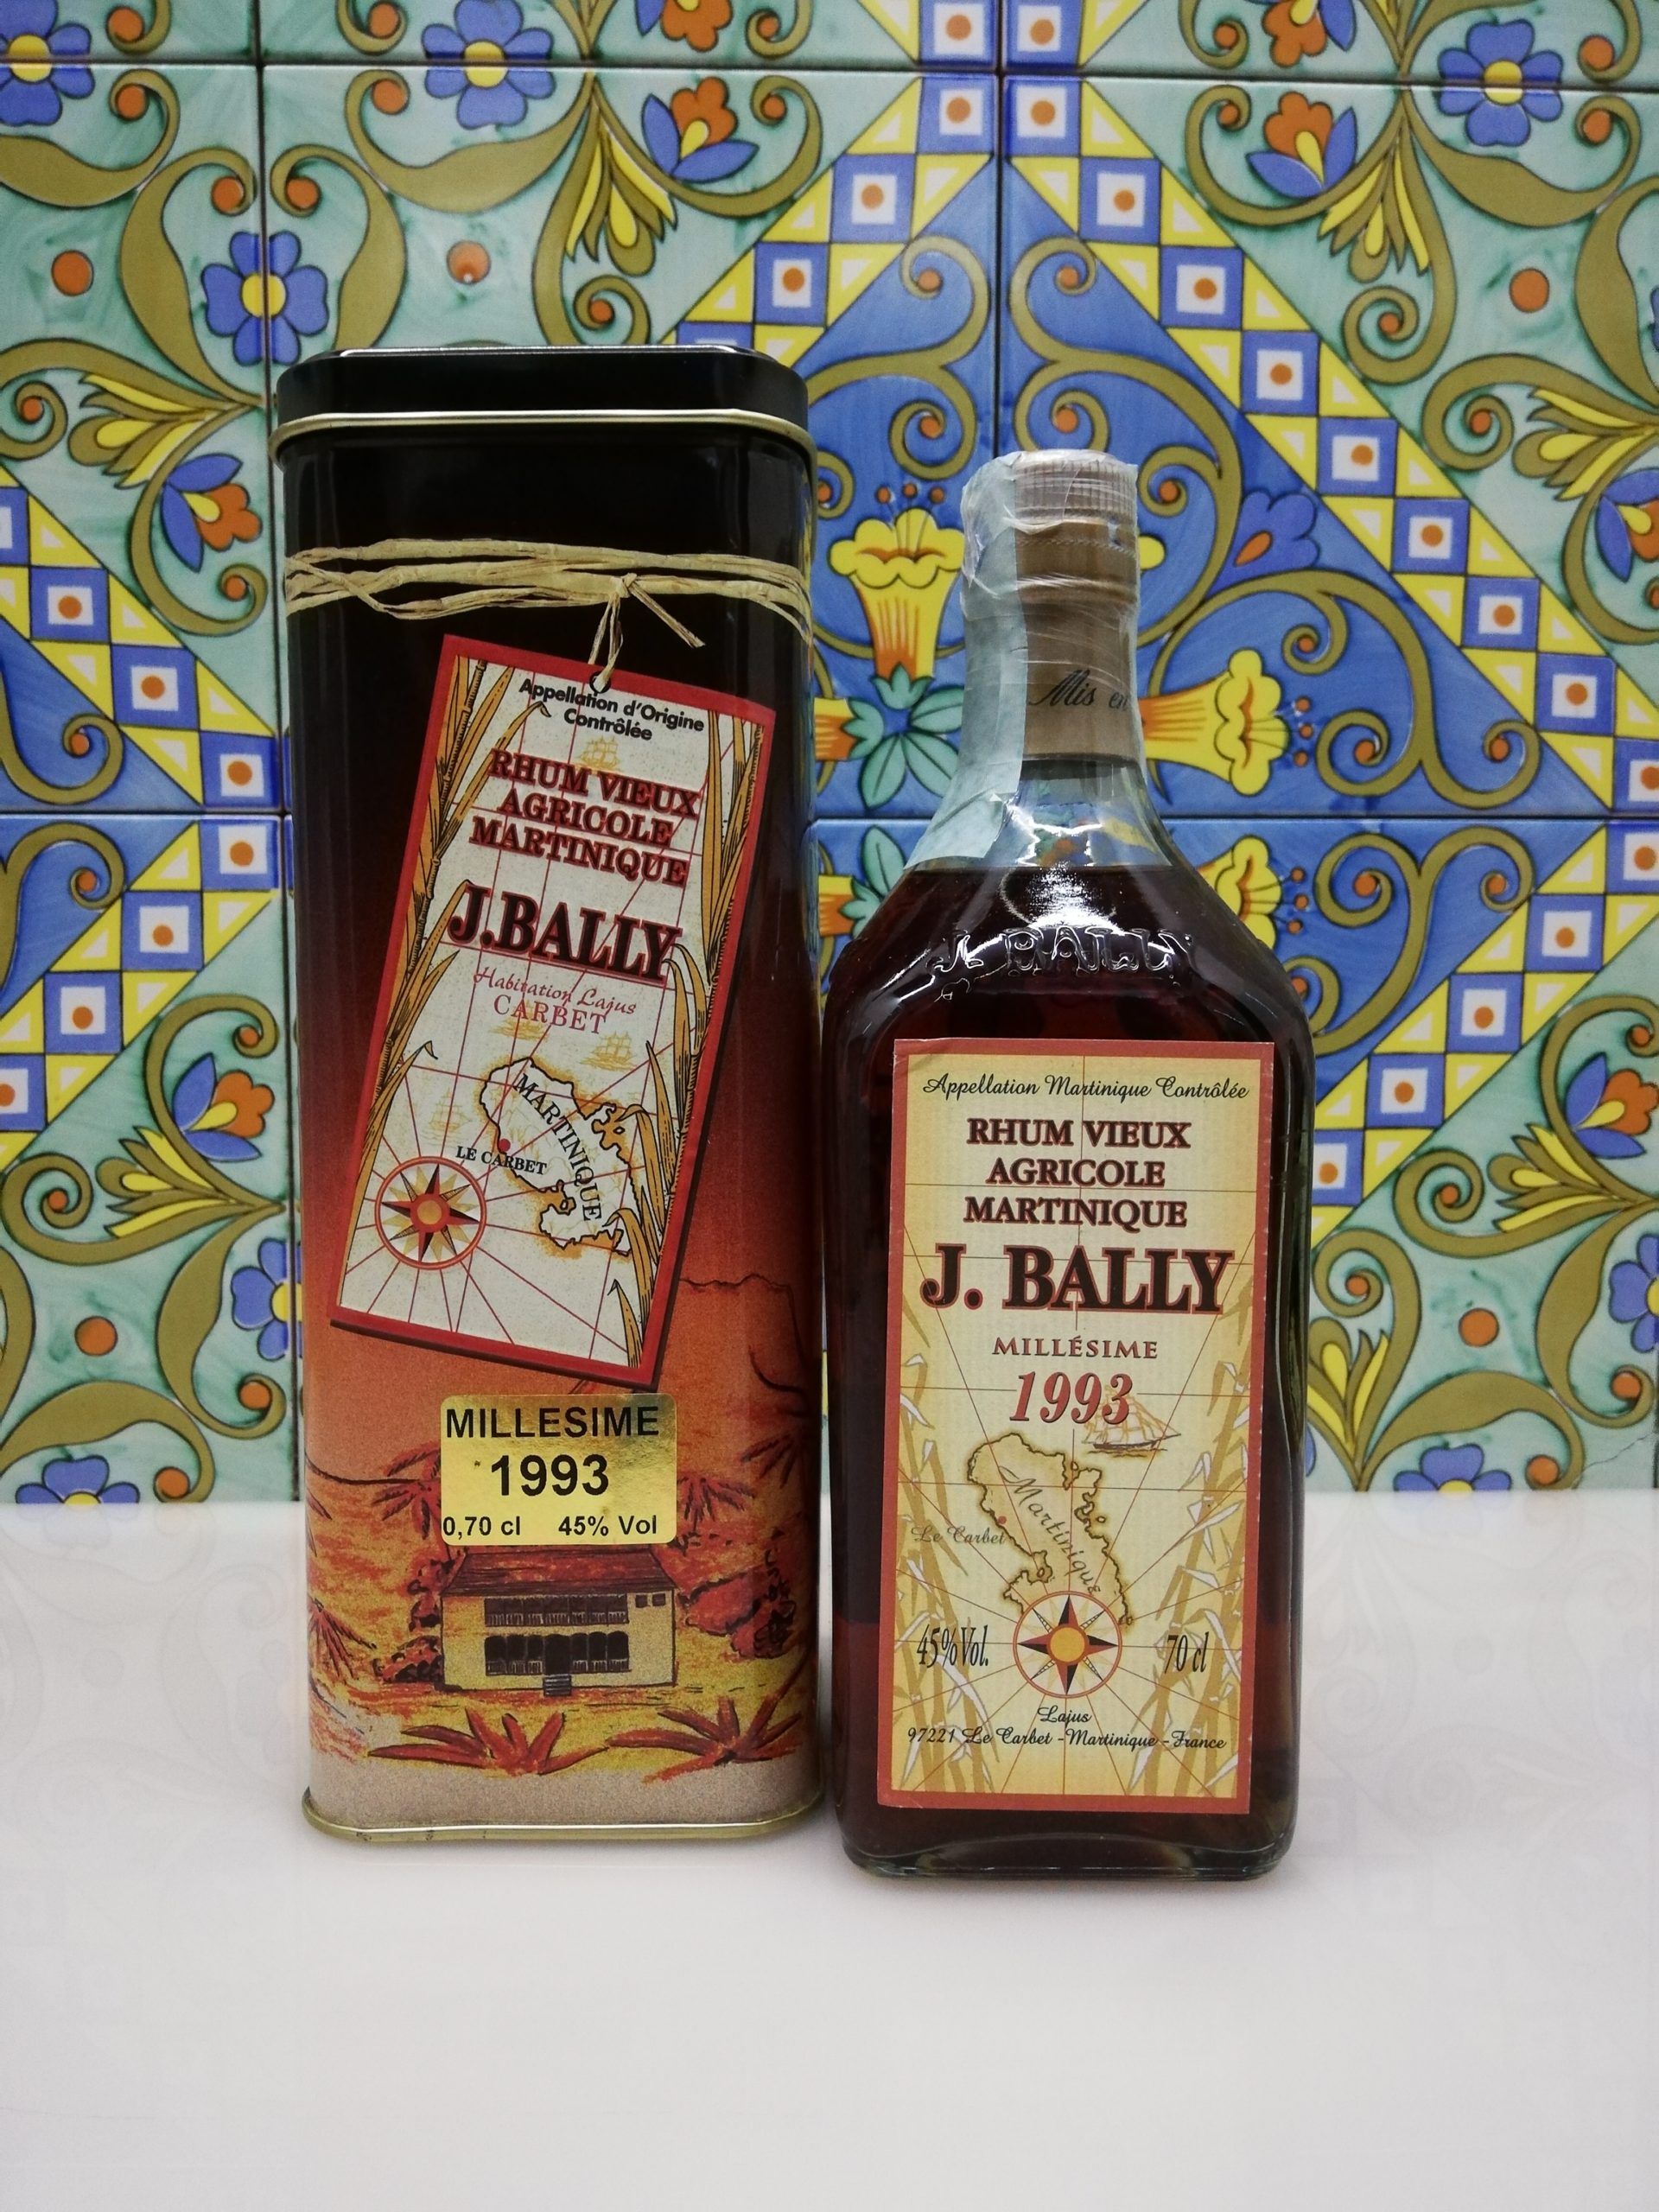 Appellation d'Origine
Contrôlée
RHUM VIEUX
AGRICOLE
MARTINIQUE
J.BALLY
Habitation Lajus
CARBET
MARTINIQUE
LE CARBET
MILLESIME
1993
0,70 cl 45% Vol
Mis en
J. BALLY
Appellation Martinique Contrôlée
RHUM VIEUX
AGRICOLE
MARTINIQUE
J. BALLY
MILLÉSIME
1993
Martinique
Le Carbet
45%Vol. 70 cl
Lajus
97221 Le Carbet - Martinique - France